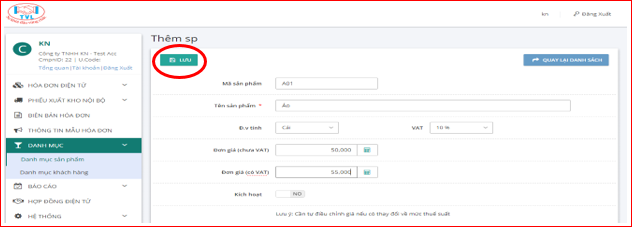 TVL
kn
Đăng Xuất
KN
Công ty TNHH KN - Test Acc
CmpnID: 22 | U.Code:
Tổng quan|Tài khoản|Đăng Xuất
HÓA ĐƠN ĐIỆN TỬ
PHIẾU XUẤT KHO NỘI BỘ
BIÊN BẢN HÓA ĐƠN
THÔNG TIN MẪU HÓA ĐƠN
DANH MỤC
Danh mục sản phẩm
Danh mục khách hàng
BÁO CÁO
HỢP ĐỒNG ĐIỆN TỬ
HỆ THỐNG
Thêm sp
LƯU
QUAY LẠI DANH SÁCH
Mã sản phẩm A01
Tên sản phẩm * Áo
Đ.v tính Cái VAT 10 %
Đơn giá (chưa VAT) 50,000
Đơn giá (có VAT) 55,000
Kích hoạt NO
Lưu ý: Cần tự điều chỉnh giá nếu có thay đổi về mức thuế suất